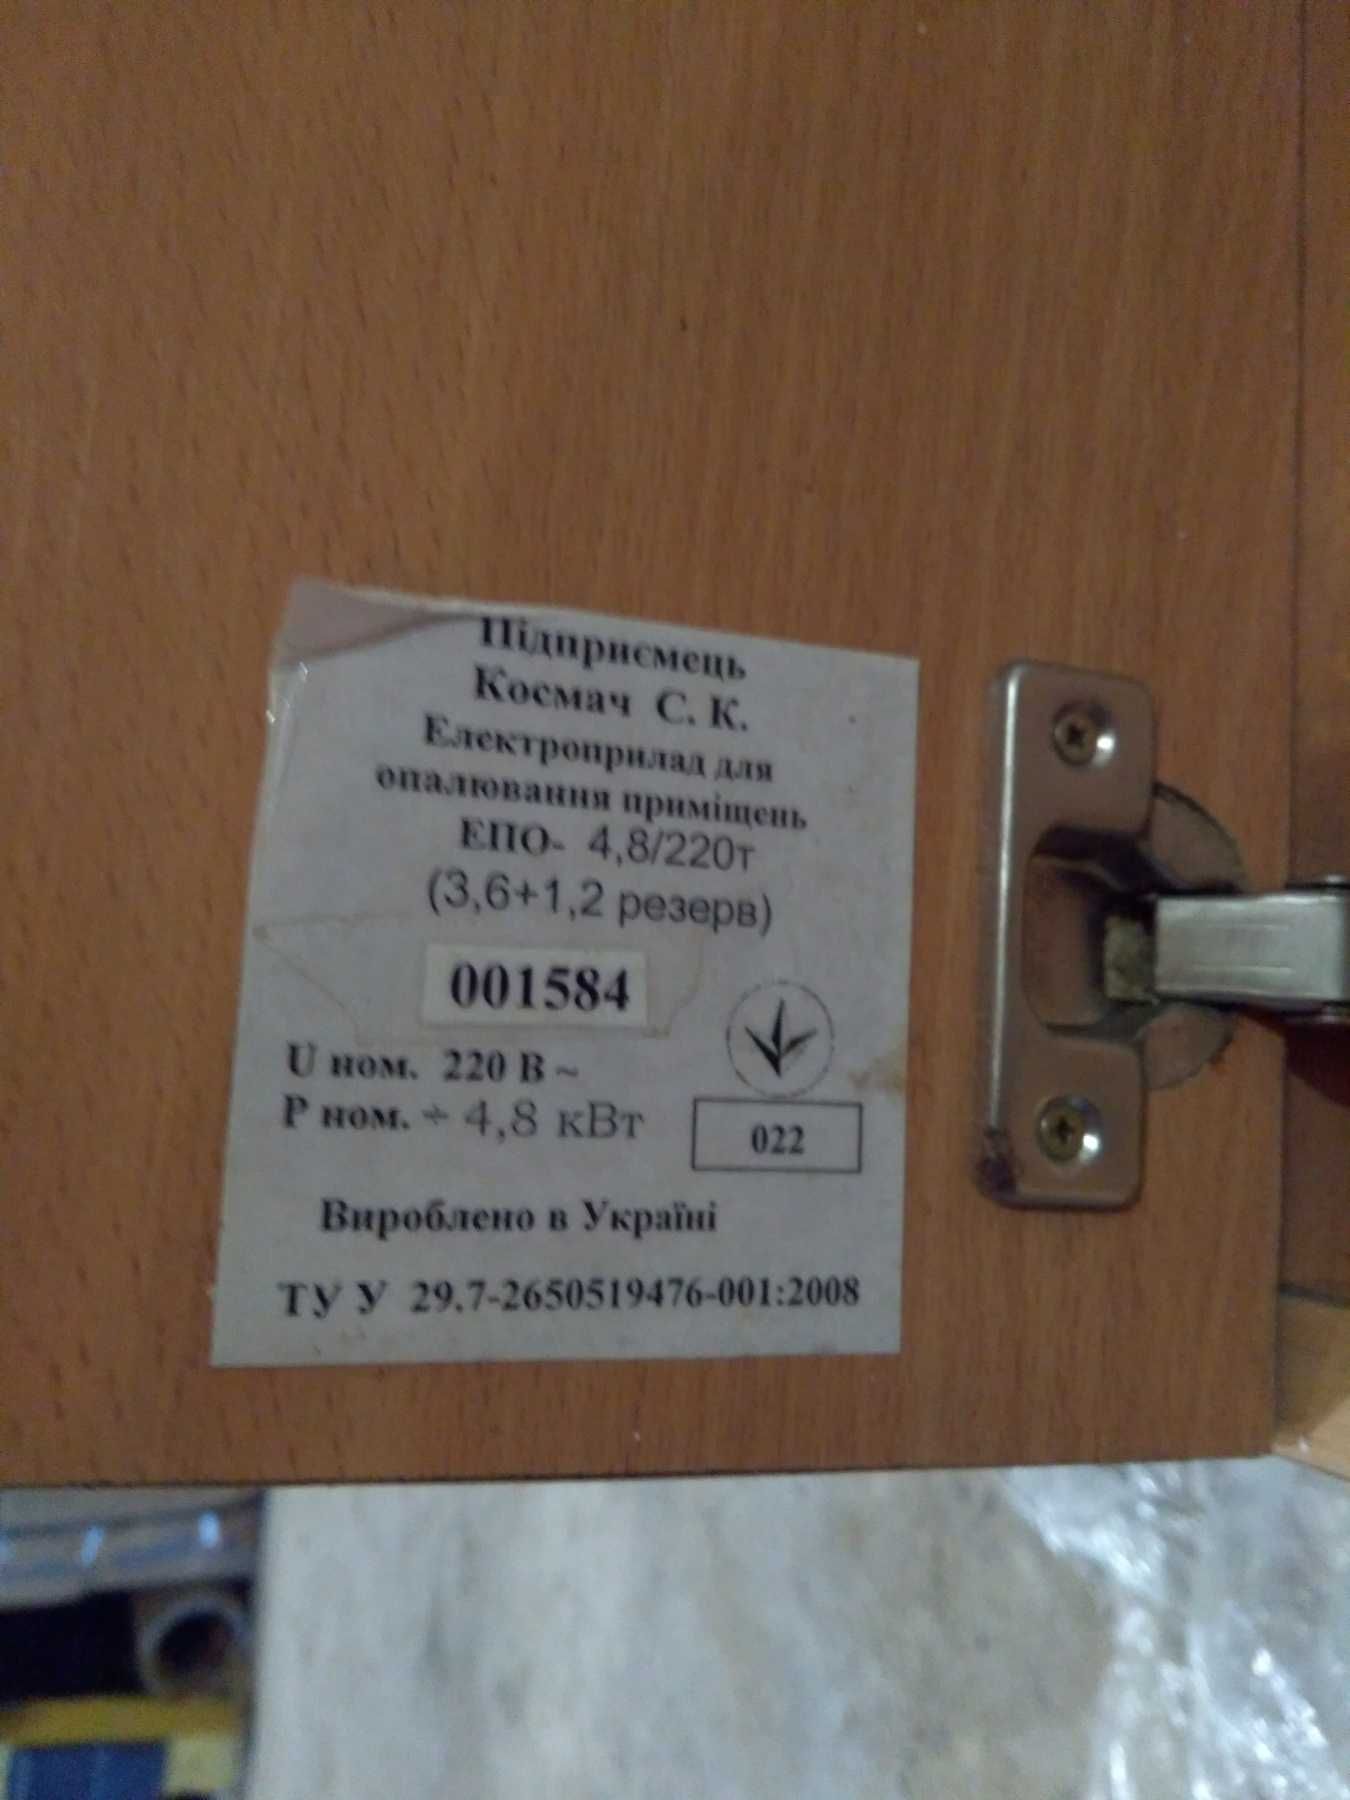 Підприємець
Космач С. К.
Електроприлад для
опалювання приміщень
ЕПО- 4,8/220т
(3,6+1,2 резерв)
001584
U ном. 220 В ~
Р ном. ÷ 4,8 кВт
022
Вироблено в Україні
ТУ У 29.7-2650519476-001:2008